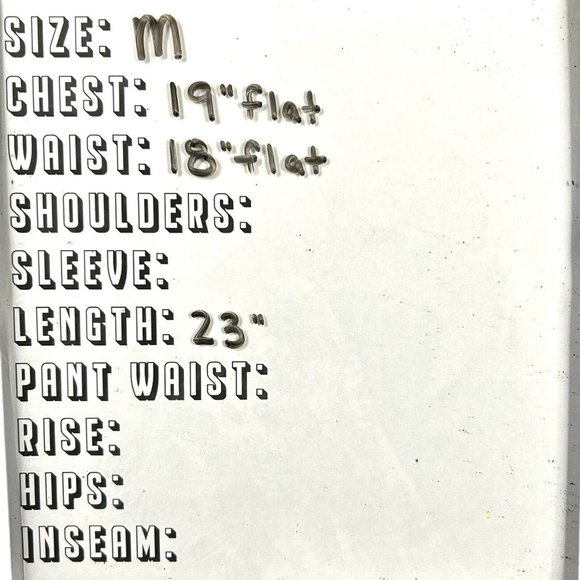 SIZE: M
CHEST: 19" flat
WAIST: 18" flat
SHOULDERS:
SLEEVE:
LENGTH: 23"
PANT WAIST:
RISE:
HIPS:
INSEAM: